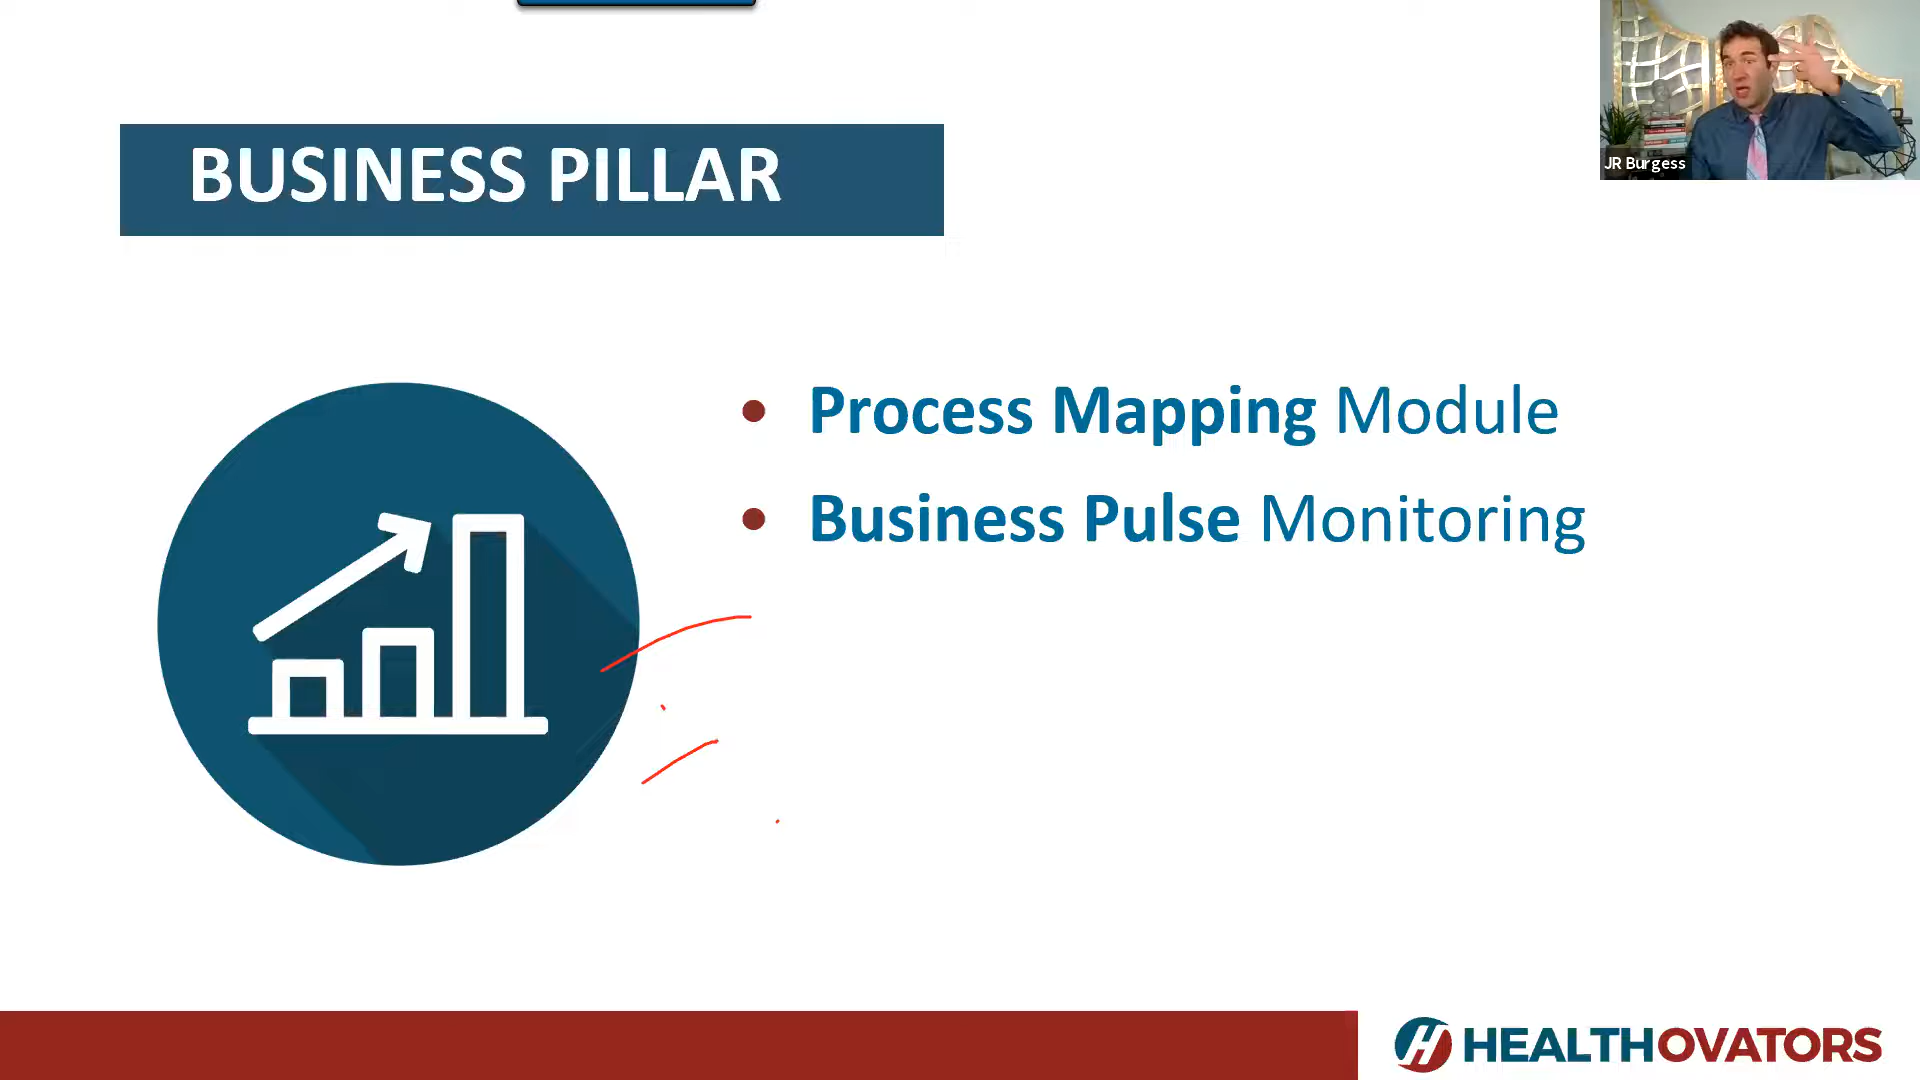 JR Burgess
BUSINESS PILLAR
• Process Mapping Module
• Business Pulse Monitoring
HEALTHOVATORS